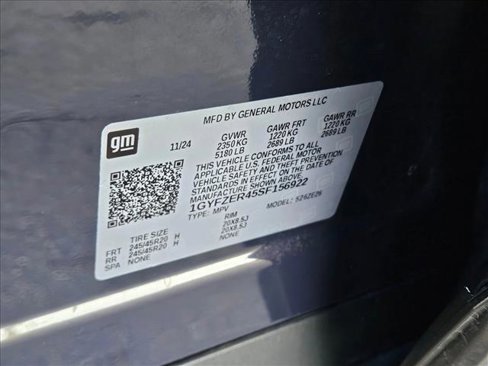 MFD BY GENERAL MOTORS LLC
gm
11/24
GVWR GAWR FRT GAWR RR
2350 KG 1220 KG 1220 KG
5180 LB 2689 LB 2689 LB
THIS VEHICLE CONFORMS TO ALL
APPLICABLE U.S. FEDERAL MOTOR
VEHICLE SAFETY AND THEFT PREVENTION
STANDARDS IN EFFECT ON THE DATE OF
MANUFACTURE SHOWN ABOVE.
1GYFZER45SF156922
TYPE: MPV 5Z6ZE26
TIRE SIZE RIM
FRT 245/45R20 H 20X8.5J
RR 245/45R20 H 20X8.5J
SPA NONE NONE